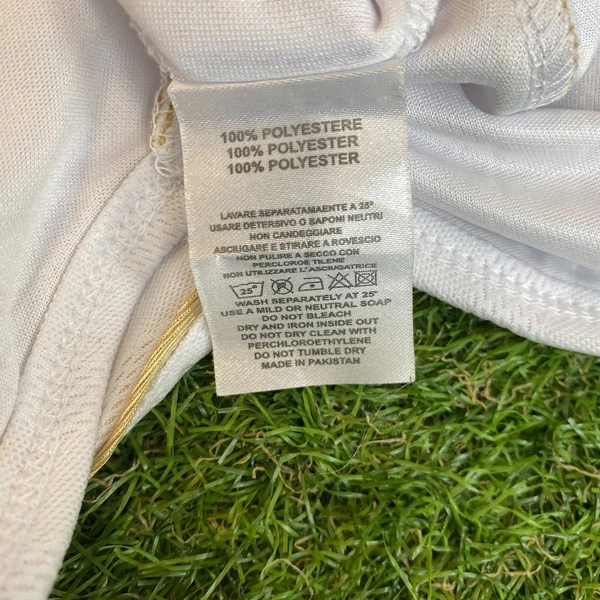 100% POLYESTERE
100% POLYESTER
100% POLYESTER
LAVARE SEPARATAMAENTE A 25°
USARE DETERSIVO O SAPONI NEUTRI
NON CANDEGGIARE
ASCIUGARE E STIRARE A ROVESCIO
NON PULIRE A SECCO CON
PERCLOROE TILENE
NON UTILIZZARE L'ASCIUGATRICE
25°
WASH SEPARATELY AT 25°
USE A MILD OR NEUTRAL SOAP
DO NOT BLEACH
DRY AND IRON INSIDE OUT
DO NOT DRY CLEAN WITH
PERCHLOROETHYLENE
DO NOT TUMBLE DRY
MADE IN PAKISTAN